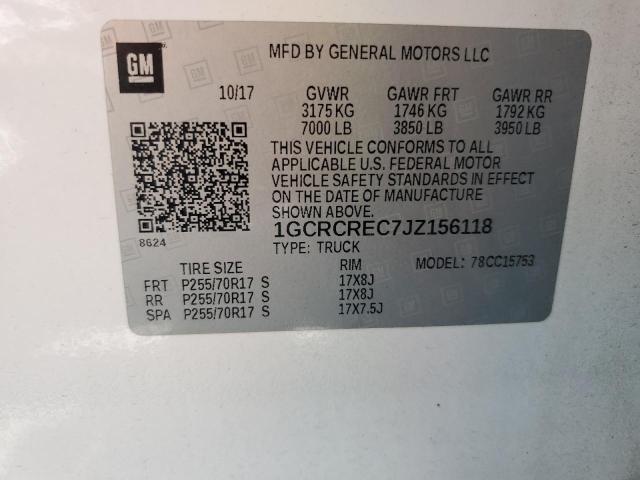 GM
MFD BY GENERAL MOTORS LLC
10/17 GVWR GAWR FRT GAWR RR
3175 KG 1746 KG 1792 KG
7000 LB 3850 LB 3950 LB
THIS VEHICLE CONFORMS TO ALL
APPLICABLE U.S. FEDERAL MOTOR
VEHICLE SAFETY STANDARDS IN EFFECT
ON THE DATE OF MANUFACTURE
SHOWN ABOVE.
1GCRCREC7JZ156118
8624
TYPE: TRUCK MODEL: 78CC15753
TIRE SIZE RIM
FRT P255/70R17 S 17X8J
RR P255/70R17 S 17X8J
SPA P255/70R17 S 17X7.5J